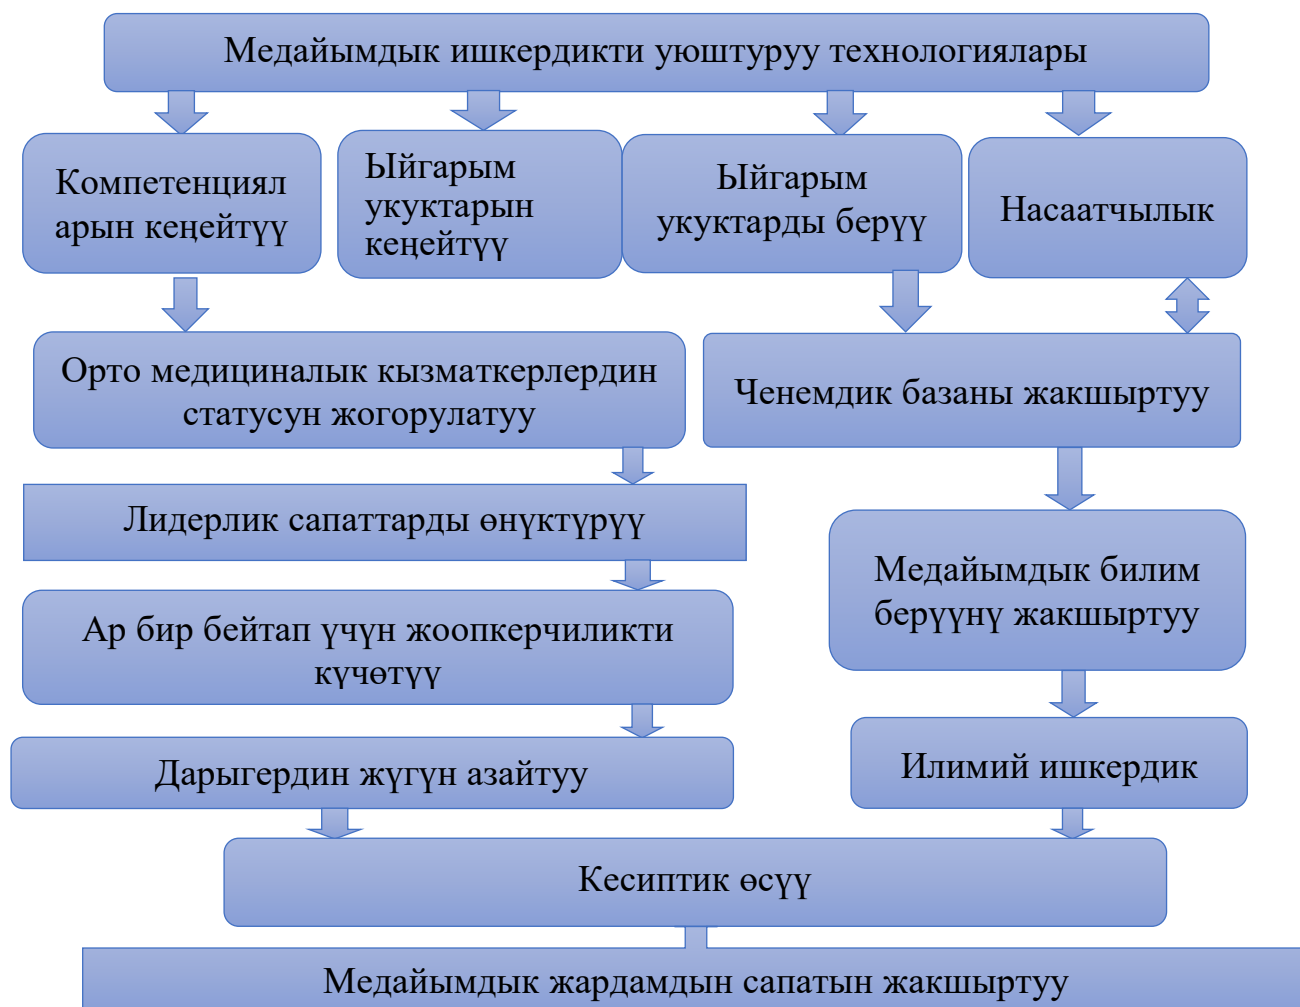 Медайымдык ишкердикти уюштуруу технологиялары
Компетенциял
арын кеңейтүү
Ыйгарым
укуктарын
кеңейтүү
Ыйгарым
укуктарды берүү
Насаатчылык
Орто медициналык кызматкерлердин
статусун жогорулатуу
Ченемдик базаны жакшыртуу
Лидерлик сапаттарды өнүктүрүү
Медайымдык билим
берүүнү жакшыртуу
Ар бир бейтап үчүн жоопкерчиликти
күчөтүү
Дарыгердин жүгүн азайтуу
Илимий ишкердик
Кесиптик өсүү
Медайымдык жардамдын сапатын жакшыртуу